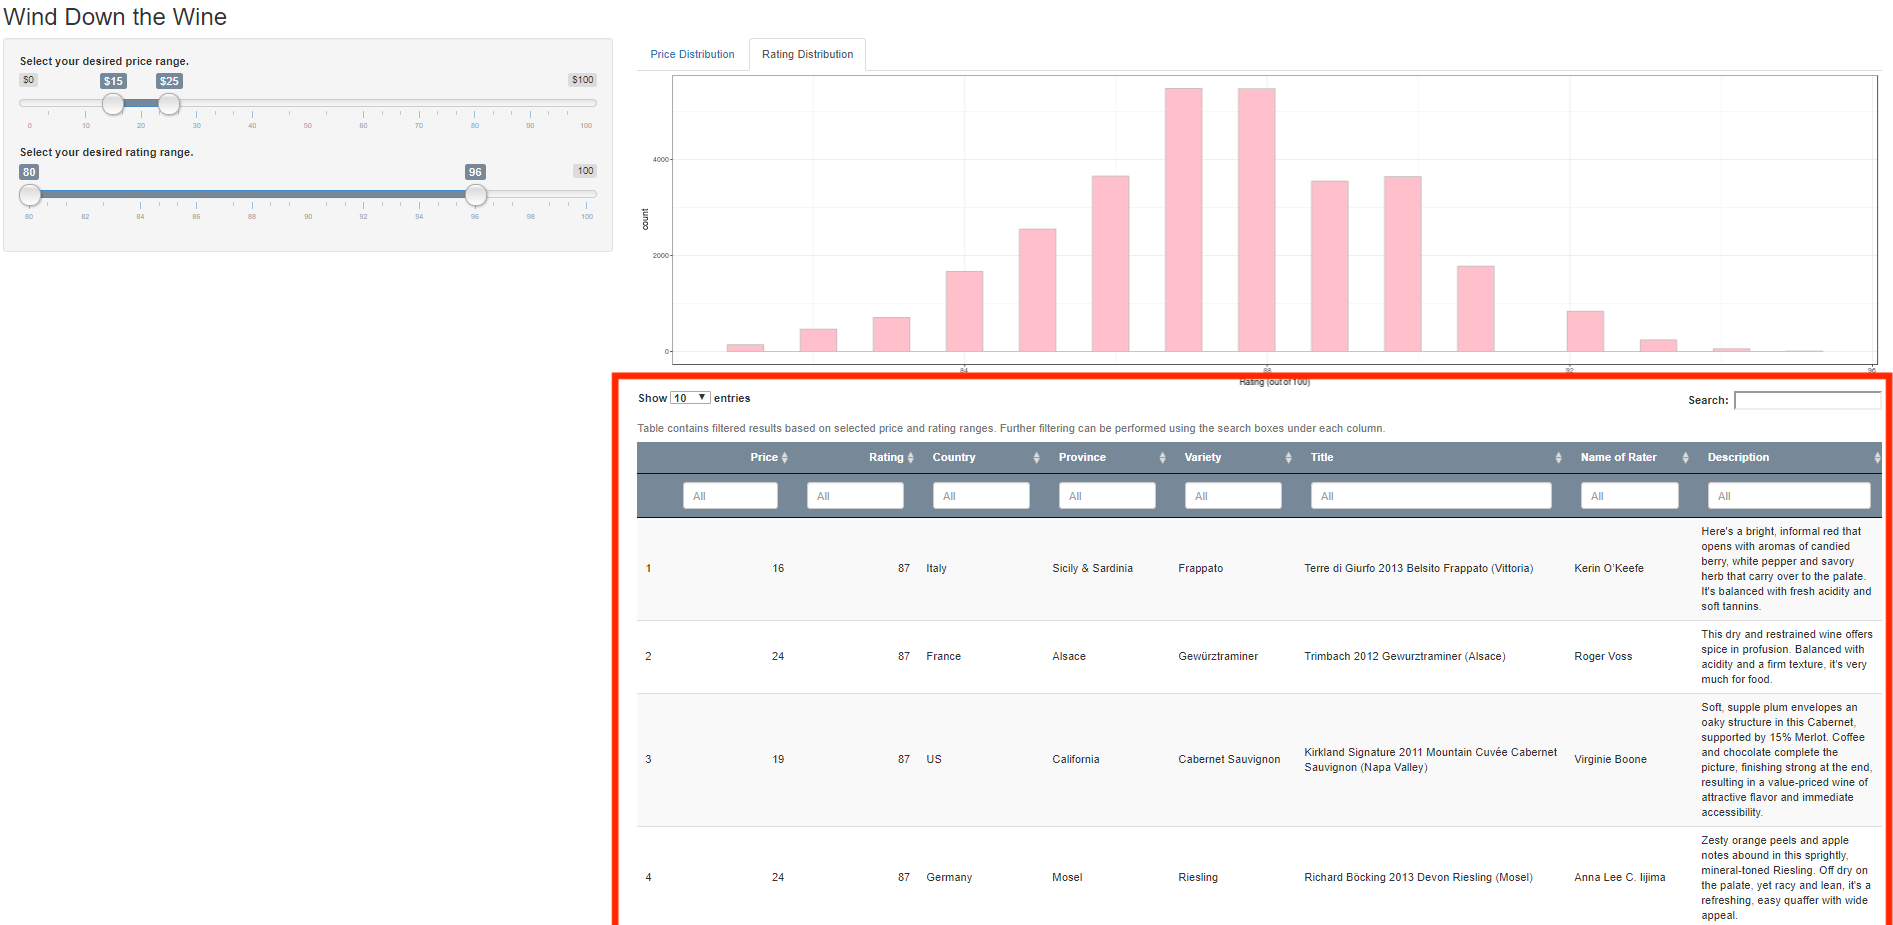 Wind Down the Wine
Select your desired price range.
$0 $15 $25 $100
0 10 20 30 40 50 60 70 80 90 100
Select your desired rating range.
80 96 100
80 82 84 86 88 90 92 94 96 98 100
Price Distribution Rating Distribution
count
4000
2000
0
84 88 92 96
Rating (out of 100)
Show 10 entries Search:
Table contains filtered results based on selected price and rating ranges. Further filtering can be performed using the search boxes under each column.
Price Rating Country Province Variety Title Name of Rater Description
All All All All All All All All
1 16 87 Italy Sicily & Sardinia Frappato Terre di Giurfo 2013 Belsito Frappato (Vittoria) Kerin O'Keefe
Here's a bright, informal red that
opens with aromas of candied
berry, white pepper and savory
herb that carry over to the palate.
It's balanced with fresh acidity and
soft tannins.
2 24 87 France Alsace Gewürztraminer Trimbach 2012 Gewurztraminer (Alsace) Roger Voss
This dry and restrained wine offers
spice in profusion. Balanced with
acidity and a firm texture, it's very
much for food.
3 19 87 US California Cabernet Sauvignon
Kirkland Signature 2011 Mountain Cuvée Cabernet
Sauvignon (Napa Valley)
Virginie Boone
Soft, supple plum envelopes an
oaky structure in this Cabernet,
supported by 15% Merlot. Coffee
and chocolate complete the
picture, finishing strong at the end,
resulting in a value-priced wine of
attractive flavor and immediate
accessibility.
4 24 87 Germany Mosel Riesling Richard Böcking 2013 Devon Riesling (Mosel) Anna Lee C. Iijima
Zesty orange peels and apple
notes abound in this sprightly,
mineral-toned Riesling. Off dry on
the palate, yet racy and lean, it's a
refreshing, easy quaffer with wide
appeal.